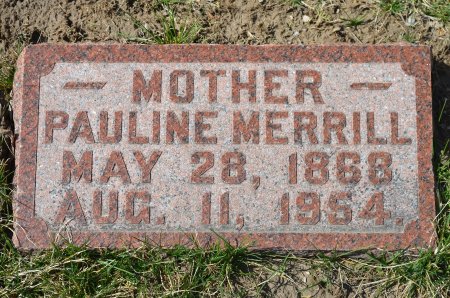 — MOTHER —
PAULINE MERRILL
MAY 28, 1868
AUG. 11, 1954.